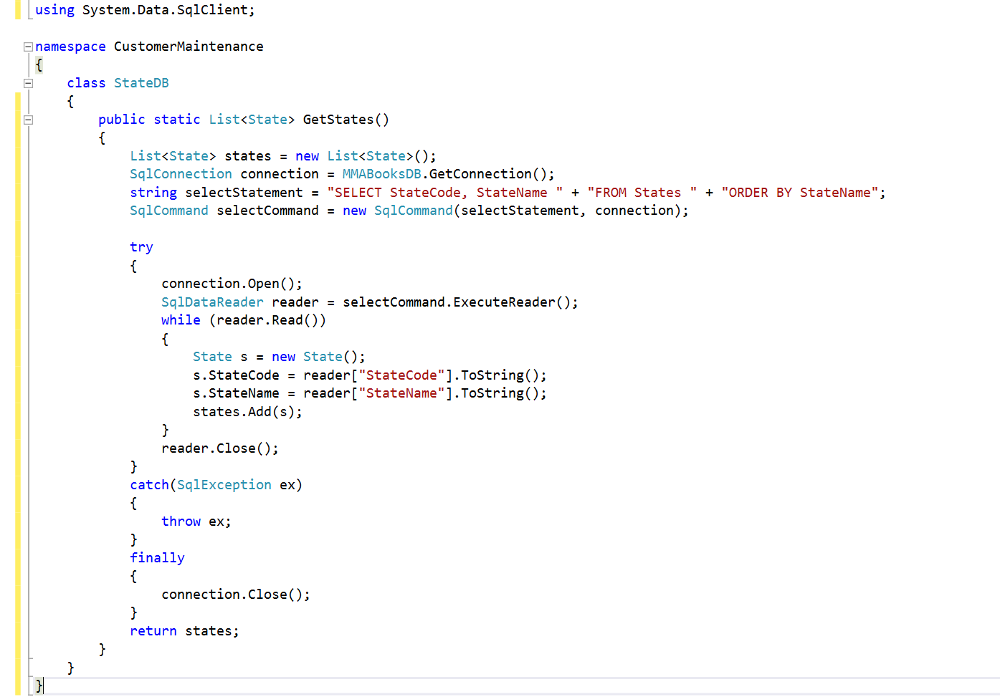 using System.Data.SqlClient;
namespace CustomerMaintenance
{
class StateDB
{
public static List<State> GetStates()
{
List<State> states = new List<State>();
SqlConnection connection = MMABooksDB.GetConnection();
string selectStatement = "SELECT StateCode, StateName " + "FROM States " + "ORDER BY StateName";
SqlCommand selectCommand = new SqlCommand(selectStatement, connection);
try
{
connection.Open();
SqlDataReader reader = selectCommand.ExecuteReader();
while (reader.Read())
{
State s = new State();
s.StateCode = reader["StateCode"].ToString();
s.StateName = reader["StateName"].ToString();
states.Add(s);
}
reader.Close();
}
catch(SqlException ex)
{
throw ex;
}
finally
{
connection.Close();
}
return states;
}
}
}